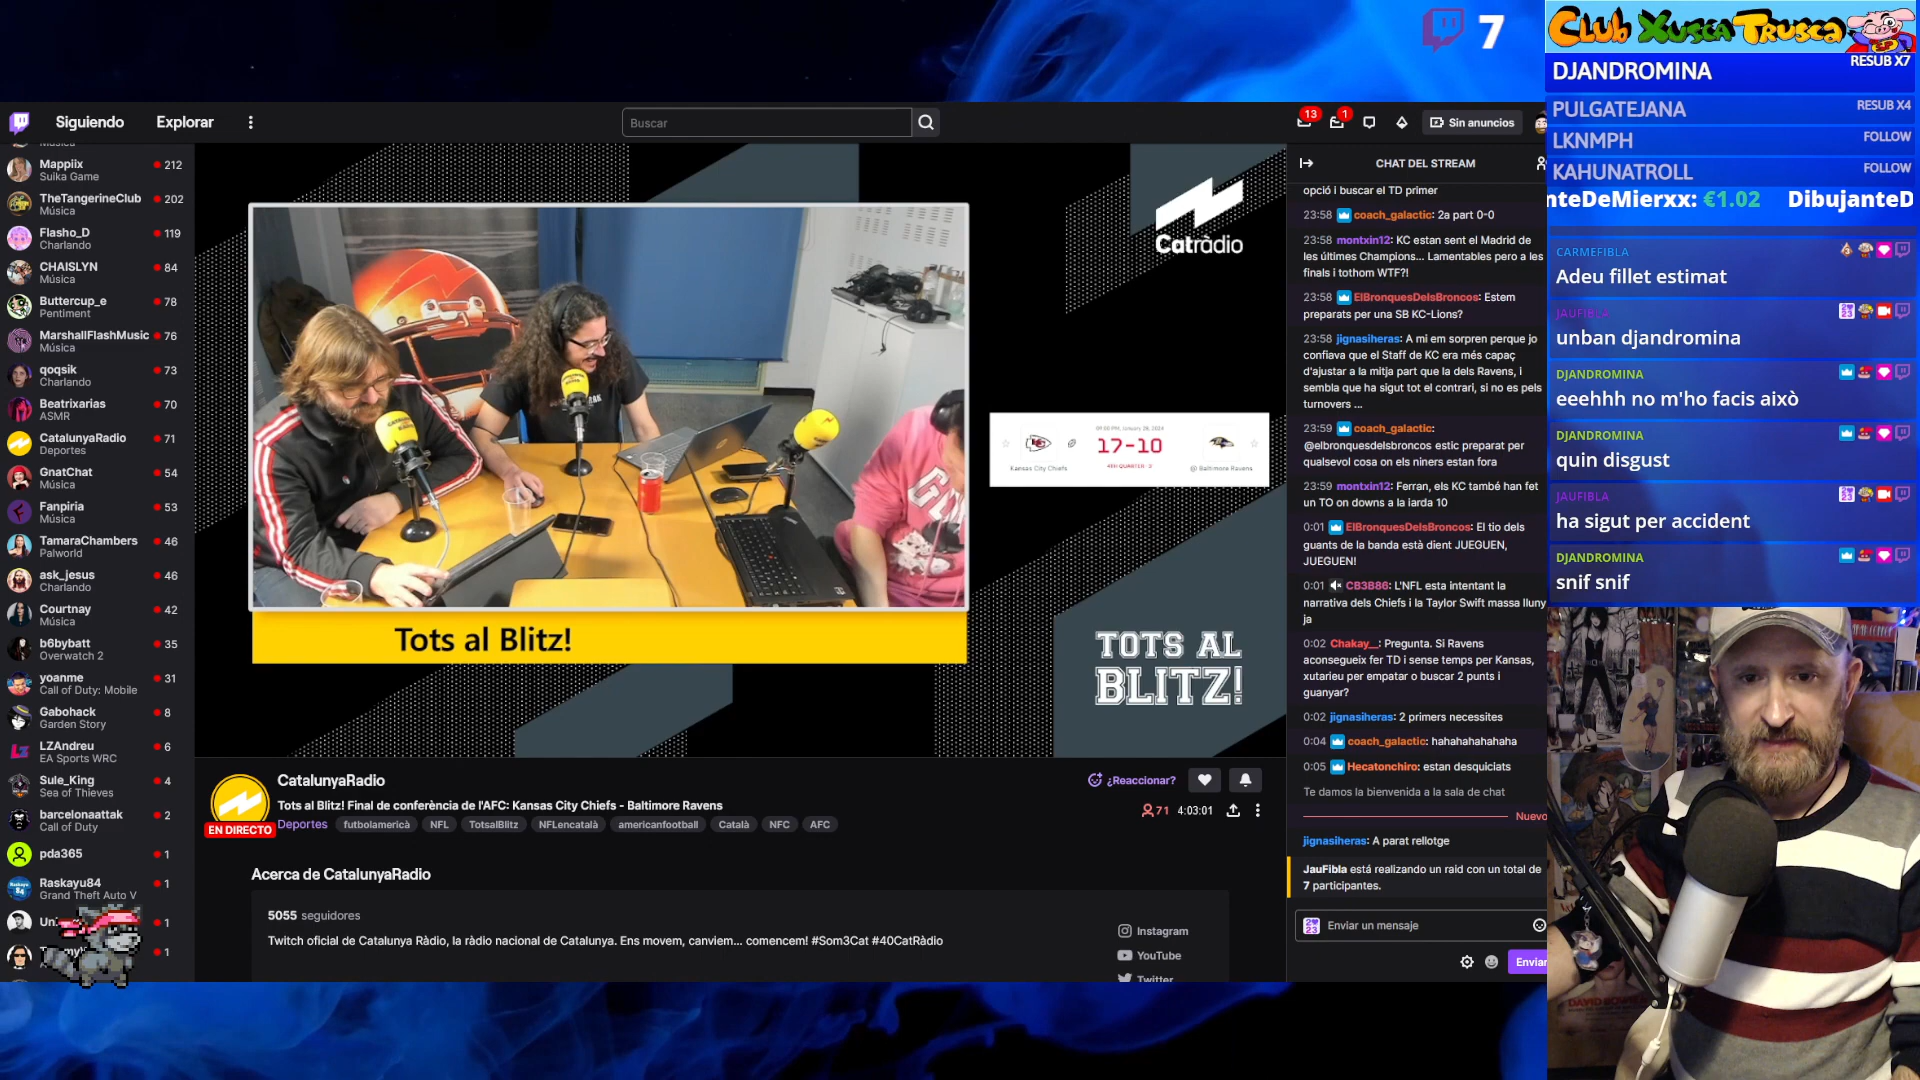 7
Club Xusca Trusca
DJANDROMINA RESUB X7
PULGATEJANA RESUB X4
LKNMPH FOLLOW
KAHUNATROLL FOLLOW
nteDeMierxx: €1.02 DibujanteD
CARMEFIBLA
Adeu fillet estimat
JAUFIBLA
unban djandromina
DJANDROMINA
eeehhh no m'ho facis això
DJANDROMINA
quin disgust
JAUFIBLA
ha sigut per accident
DJANDROMINA
snif snif
Siguiendo Explorar
Buscar
13 1 Sin anuncios
Mappiix 212
Suika Game
TheTangerineClub 202
Música
Flasho_D 119
Charlando
CHAISLYN 84
Música
Buttercup_e 78
Pentiment
MarshallFlashMusic 76
Música
qoqsik 73
Charlando
Beatrixarias 70
ASMR
CatalunyaRadio 71
Deportes
GnatChat 54
Música
Fanpiria 53
Música
TamaraChambers 46
Palworld
ask_jesus 46
Charlando
Courtnay 42
Música
b6bybatt 35
Overwatch 2
yoanme 31
Call of Duty: Mobile
Gabohack 8
Garden Story
LZAndreu 6
EA Sports WRC
Sule_King 4
Sea of Thieves
barcelonaattak 2
Call of Duty
pda365 1
Raskayu84 1
Grand Theft Auto V
1
1
Catràdio
09:00 PM, January 28, 2024
17-10
4TH QUARTER - 2
Kansas City Chiefs @ Baltimore Ravens
Tots al Blitz!
TOTS AL
BLITZ!
CatalunyaRadio
Tots al Blitz! Final de conferència de l'AFC: Kansas City Chiefs - Baltimore Ravens
EN DIRECTO
Deportes futbolamericà NFL TotsalBlitz NFLencatalà americanfootball Català NFC AFC
¿Reaccionar?
71 4:03:01
Acerca de CatalunyaRadio
5055 seguidores
Twitch oficial de Catalunya Ràdio, la ràdio nacional de Catalunya. Ens movem, canviem... comencem! #Som3Cat #40CatRàdio
Instagram
YouTube
Twitter
CHAT DEL STREAM
opció i buscar el TD primer
23:58 coach_galactic: 2a part 0-0
23:58 montxin12: KC estan sent el Madrid de
les últimes Champions... Lamentables pero a les
finals i tothom WTF?!
23:58 ElBronquesDelsBroncos: Estem
preparats per una SB KC-Lions?
23:58 jignasiheras: A mi em sorpren perque jo
confiava que el Staff de KC era més capaç
d'ajustar a la mitja part que la dels Ravens, i
sembla que ha sigut tot el contrari, si no es pels
turnovers ...
23:59 coach_galactic:
@elbronquesdelsbroncos estic preparat per
qualsevol cosa on els niners estan fora
23:59 montxin12: Ferran, els KC també han fet
un TO on downs a la iarda 10
0:01 ElBronquesDelsBroncos: El tio dels
guants de la banda està dient JUEGUEN,
JUEGUEN!
0:01 CB3B86: L'NFL esta intentant la
narrativa dels Chiefs i la Taylor Swift massa lluny
ja
0:02 Chakay__: Pregunta. Si Ravens
aconsegueix fer TD i sense temps per Kansas,
xutarieu per empatar o buscar 2 punts i
guanyar?
0:02 jignasiheras: 2 primers necessites
0:04 coach_galactic: hahahahahahaha
0:05 Hecatonchiro: estan desquiciats
Te damos la bienvenida a la sala de chat
Nuevo
jignasiheras: A parat rellotge
JauFibla está realizando un raid con un total de
7 participantes.
Enviar un mensaje
Enviar
DAVID BOWIE